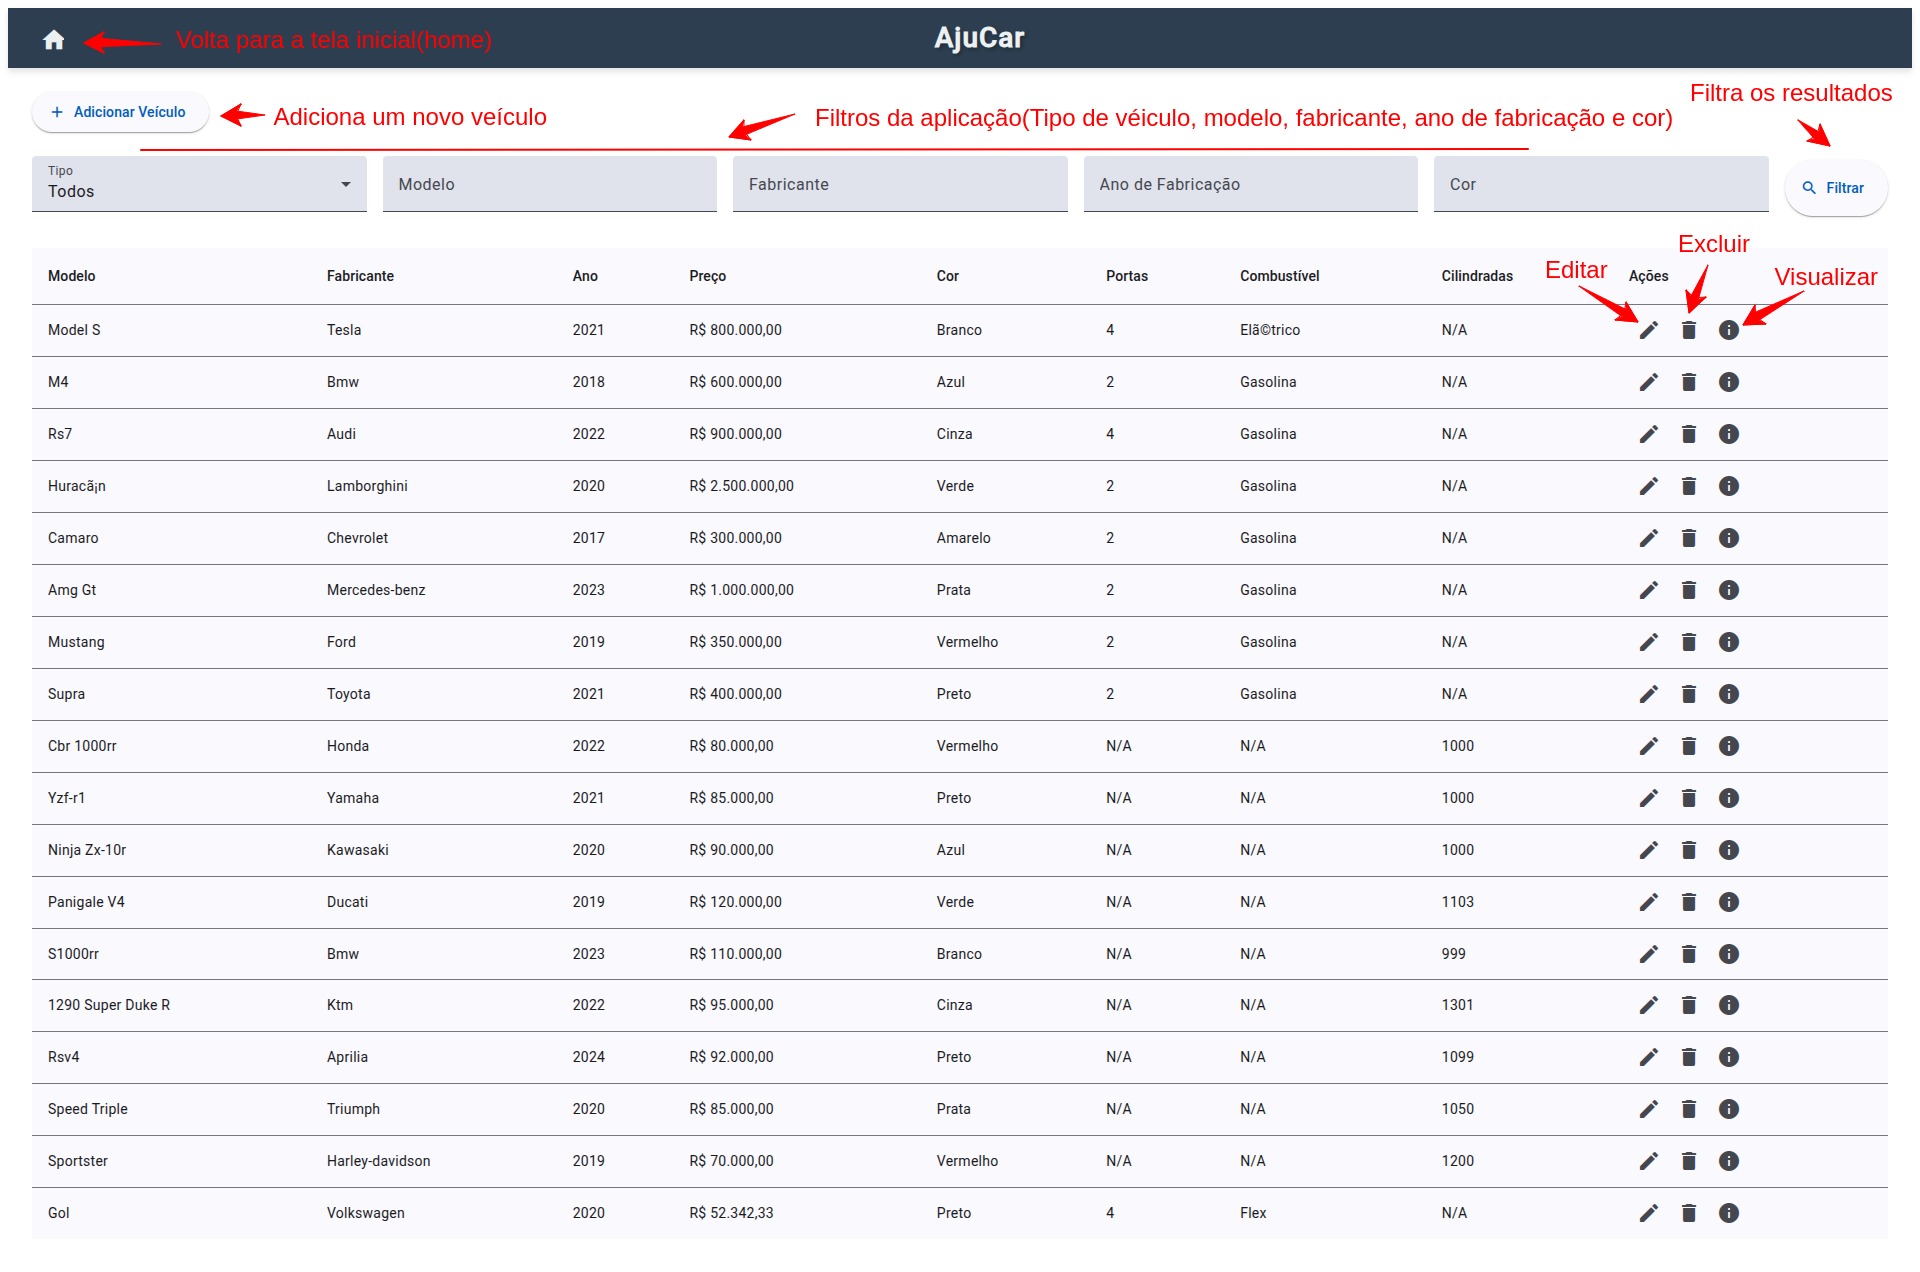 Volta para a tela inicial(home)
AjuCar
Adicionar Veículo
Adiciona um novo veículo
Filtros da aplicação(Tipo de véiculo, modelo, fabricante, ano de fabricação e cor)
Filtra os resultados
Tipo
Todos
Modelo
Fabricante
Ano de Fabricação
Cor
Filtrar
Editar
Excluir
Visualizar
Modelo Fabricante Ano Preço Cor Portas Combustível Cilindradas Ações
Model S Tesla 2021 R$ 800.000,00 Branco 4 Elã©trico N/A
M4 Bmw 2018 R$ 600.000,00 Azul 2 Gasolina N/A
Rs7 Audi 2022 R$ 900.000,00 Cinza 4 Gasolina N/A
Huracã¡n Lamborghini 2020 R$ 2.500.000,00 Verde 2 Gasolina N/A
Camaro Chevrolet 2017 R$ 300.000,00 Amarelo 2 Gasolina N/A
Amg Gt Mercedes-benz 2023 R$ 1.000.000,00 Prata 2 Gasolina N/A
Mustang Ford 2019 R$ 350.000,00 Vermelho 2 Gasolina N/A
Supra Toyota 2021 R$ 400.000,00 Preto 2 Gasolina N/A
Cbr 1000rr Honda 2022 R$ 80.000,00 Vermelho N/A N/A 1000
Yzf-r1 Yamaha 2021 R$ 85.000,00 Preto N/A N/A 1000
Ninja Zx-10r Kawasaki 2020 R$ 90.000,00 Azul N/A N/A 1000
Panigale V4 Ducati 2019 R$ 120.000,00 Verde N/A N/A 1103
S1000rr Bmw 2023 R$ 110.000,00 Branco N/A N/A 999
1290 Super Duke R Ktm 2022 R$ 95.000,00 Cinza N/A N/A 1301
Rsv4 Aprilia 2024 R$ 92.000,00 Preto N/A N/A 1099
Speed Triple Triumph 2020 R$ 85.000,00 Prata N/A N/A 1050
Sportster Harley-davidson 2019 R$ 70.000,00 Vermelho N/A N/A 1200
Gol Volkswagen 2020 R$ 52.342,33 Preto 4 Flex N/A